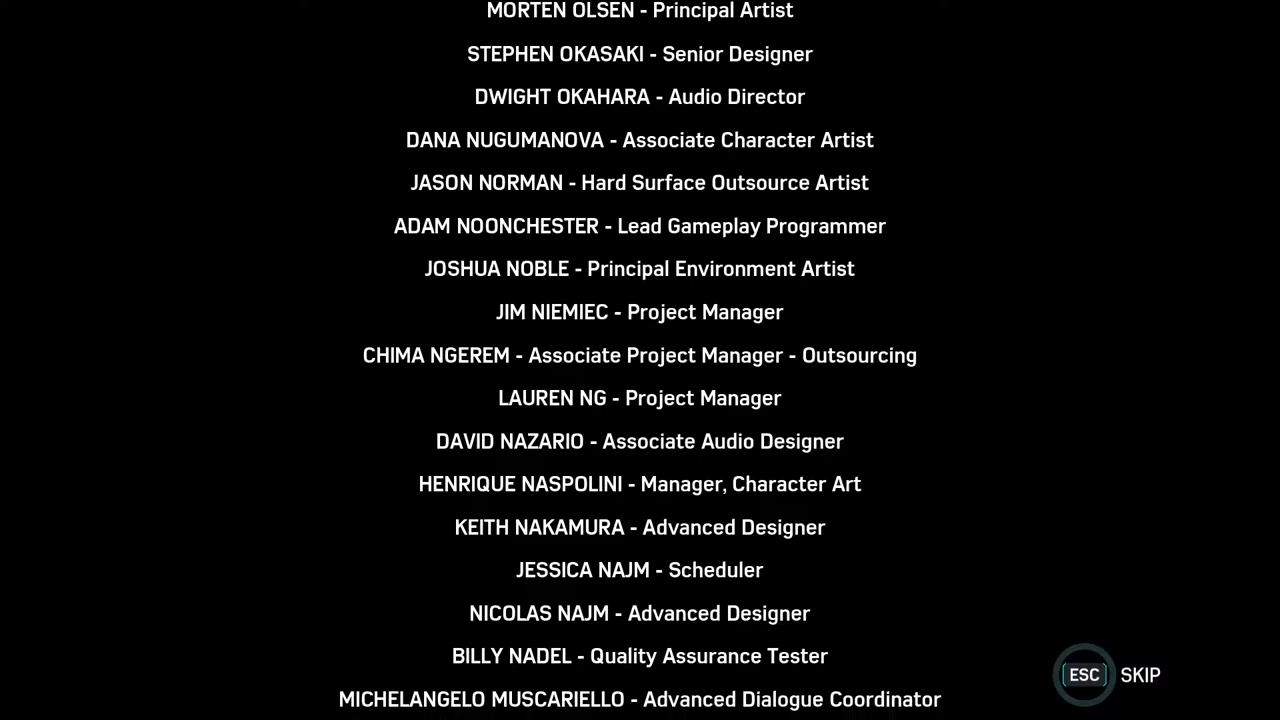 MORTEN OLSEN - Principal Artist
STEPHEN OKASAKI - Senior Designer
DWIGHT OKAHARA - Audio Director
DANA NUGUMANOVA - Associate Character Artist
JASON NORMAN - Hard Surface Outsource Artist
ADAM NOONCHESTER - Lead Gameplay Programmer
JOSHUA NOBLE - Principal Environment Artist
JIM NIEMIEC - Project Manager
CHIMA NGEREM - Associate Project Manager - Outsourcing
LAUREN NG - Project Manager
DAVID NAZARIO - Associate Audio Designer
HENRIQUE NASPOLINI - Manager, Character Art
KEITH NAKAMURA - Advanced Designer
JESSICA NAJM - Scheduler
NICOLAS NAJM - Advanced Designer
BILLY NADEL - Quality Assurance Tester
ESC SKIP
MICHELANGELO MUSCARIELLO - Advanced Dialogue Coordinator